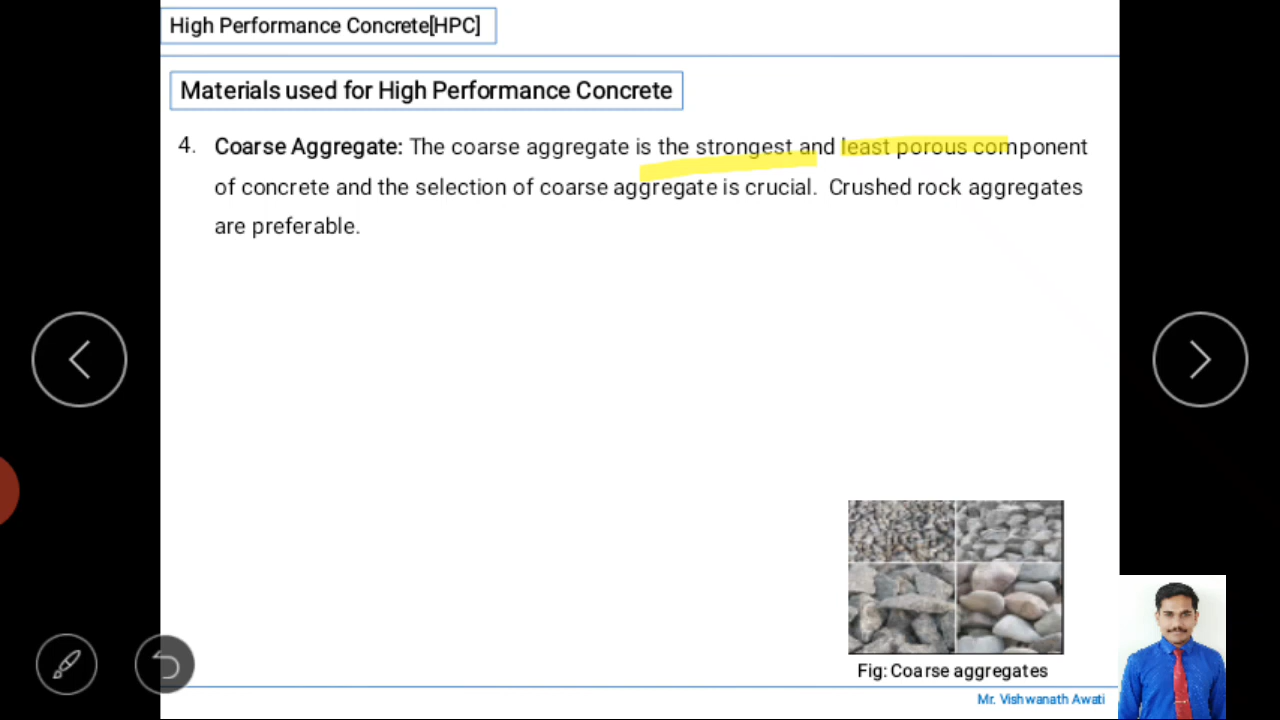 High Performance Concrete[HPC]
Materials used for High Performance Concrete
4. Coarse Aggregate: The coarse aggregate is the strongest and least porous component
of concrete and the selection of coarse aggregate is crucial. Crushed rock aggregates
are preferable.
Fig: Coarse aggregates
Mr. Vishwanath Awati